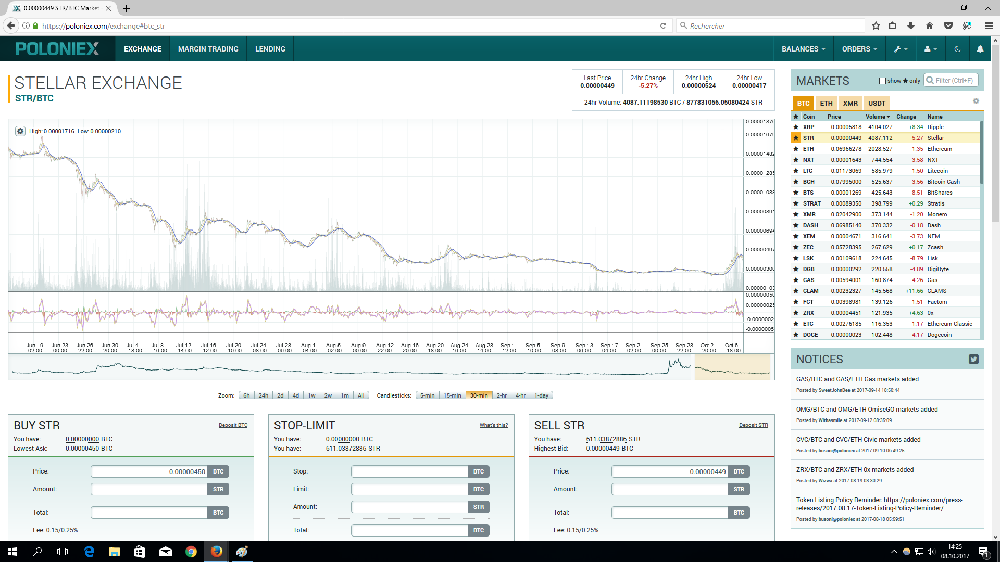 0.00000449 STR/BTC Market
https://poloniex.com/exchange#btc_str
Rechercher
POLONIEX
EXCHANGE
MARGIN TRADING
LENDING
BALANCES
ORDERS
STELLAR EXCHANGE
STR/BTC
Last Price 24hr Change 24hr High 24hr Low
0.00000449 -5.27% 0.00000524 0.00000417
24hr Volume: 4087.11198530 BTC / 877831056.05080424 STR
High: 0.00001716 Low: 0.00000210
0.00001876
0.00001679
0.00001482
0.00001285
0.00001088
0.00000891
0.00000694
0.00000497
0.00000300
0.00000103
0.00000050
0.00000025
-0.0000002
-0.0000005
Jun 19 Jun 23 Jun 26 Jun 30 Jul 4 Jul 8 Jul 12 Jul 16 Jul 20 Jul 24 Jul 28 Aug 1 Aug 5 Aug 9 Aug 12 Aug 16 Aug 20 Aug 24 Aug 28 Sep 1 Sep 5 Sep 9 Sep 13 Sep 17 Sep 21 Sep 25 Sep 28 Oct 2 Oct 6
02:00 00:00 22:00 20:00 18:00 16:00 14:00 12:00 10:00 08:00 06:00 04:00 02:00 00:00 22:00 20:00 18:00 16:00 14:00 12:00 10:00 08:00 06:00 04:00 02:00 00:00 22:00 20:00 18:00
Zoom: 6h 24h 2d 4d 1w 2w 1m All Candlesticks: 5-min 15-min 30-min 2-hr 4-hr 1-day
BUY STR
Deposit BTC
You have: 0.00000000 BTC
Lowest Ask: 0.00000450 BTC
Price: 0.00000450 BTC
Amount: STR
Total: BTC
Fee: 0.15/0.25%
STOP-LIMIT
What's this?
You have: 0.00000000 BTC
You have: 611.03872886 STR
Stop: BTC
Limit: BTC
Amount: STR
Total: BTC
SELL STR
Deposit STR
You have: 611.03872886 STR
Highest Bid: 0.00000449 BTC
Price: 0.00000449 BTC
Amount: STR
Total: BTC
Fee: 0.15/0.25%
MARKETS
show ★ only
Filter (Ctrl+F)
BTC ETH XMR USDT
★ Coin Price Volume Change Name
★ XRP 0.00005818 4104.027 +8.34 Ripple
★ STR 0.00000449 4087.112 -5.27 Stellar
★ ETH 0.06966278 2028.527 -1.35 Ethereum
★ NXT 0.00001643 744.554 -3.58 NXT
★ LTC 0.01173069 585.979 -1.50 Litecoin
★ BCH 0.07995000 525.637 -3.56 Bitcoin Cash
★ BTS 0.00001269 425.643 -8.51 BitShares
★ STRAT 0.00089350 398.799 +0.29 Stratis
★ XMR 0.02042900 373.144 -1.20 Monero
★ DASH 0.06985140 370.332 -0.18 Dash
★ XEM 0.00004671 316.641 -3.73 NEM
★ ZEC 0.05728395 267.629 +0.17 Zcash
★ LSK 0.00109618 224.645 -8.79 Lisk
★ DGB 0.00000292 220.558 -4.89 DigiByte
★ GAS 0.00594001 160.874 -4.26 Gas
★ CLAM 0.00232327 145.568 +11.66 CLAMS
★ FCT 0.00398981 139.126 -1.51 Factom
★ ZRX 0.00004451 121.935 +4.63 0x
★ ETC 0.00276185 116.353 -1.17 Ethereum Classic
★ DOGE 0.00000023 102.448 -4.17 Dogecoin
NOTICES
GAS/BTC and GAS/ETH Gas markets added
Posted by SweetJohnDee at 2017-09-14 18:50:44
OMG/BTC and OMG/ETH OmiseGO markets added
Posted by Withasmile at 2017-09-12 08:35:09
CVC/BTC and CVC/ETH Civic markets added
Posted by busoni@poloniex at 2017-09-10 06:49:25
ZRX/BTC and ZRX/ETH 0x markets added
Posted by Wizwa at 2017-08-19 03:30:29
Token Listing Policy Reminder: https://poloniex.com/press-
releases/2017.08.17-Token-Listing-Policy-Reminder/
Posted by busoni@poloniex at 2017-08-18 05:59:51
14:25
08.10.2017
1